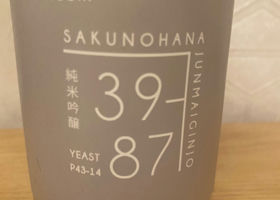 SAKUNOHANA
JUNMAIGINJO
純米吟醸
39-
87
YEAST
P43-14